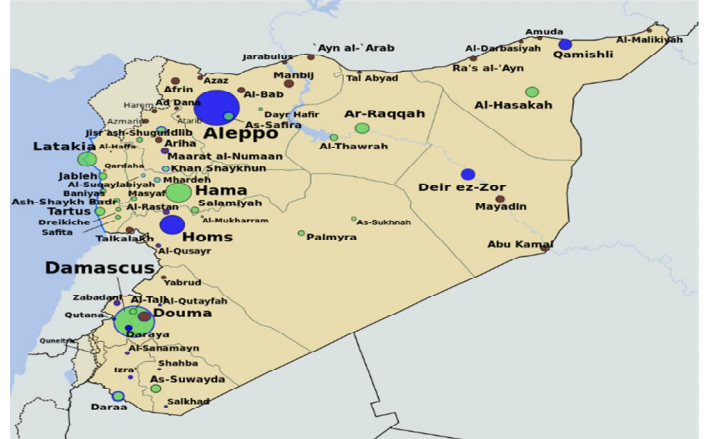 Amuda
Al-Malikiyah
`Ayn al-`Arab
Al-Darbasiyah
Jarabulus
Qamishli
Manbij
Tal Abyad
Ra's al-'Ayn
Azaz
Afrin
Al-Bab
Al-Hasakah
Harem
Ad Dana
Azmarin
Atarib
Dayr Hafir
Ar-Raqqah
As-Safira
Aleppo
Jisr ash-Shugur
Idlib
Latakia
Al-Haffa
Ariha
Al-Thawrah
Maarat al-Numaan
Qardaha
Khan Shaykhun
Jableh
Al-Suqaylabiyah
Mhardeh
Deir ez-Zor
Baniyas
Masyaf
Hama
Ash-Shaykh Badr
Salamiyah
Mayadin
Tartus
Al-Rastan
Dreikiche
Al-Mukharram
As-Sukhnah
Safita
Homs
Palmyra
Talkalakh
Abu Kamal
Al-Qusayr
Damascus
Yabrud
Zabadani
Al-Tall
Al-Qutayfah
Qutana
Douma
Daraya
Quneitra
Al-Sanamayn
Izra'
Shahba
As-Suwayda
Daraa
Salkhad